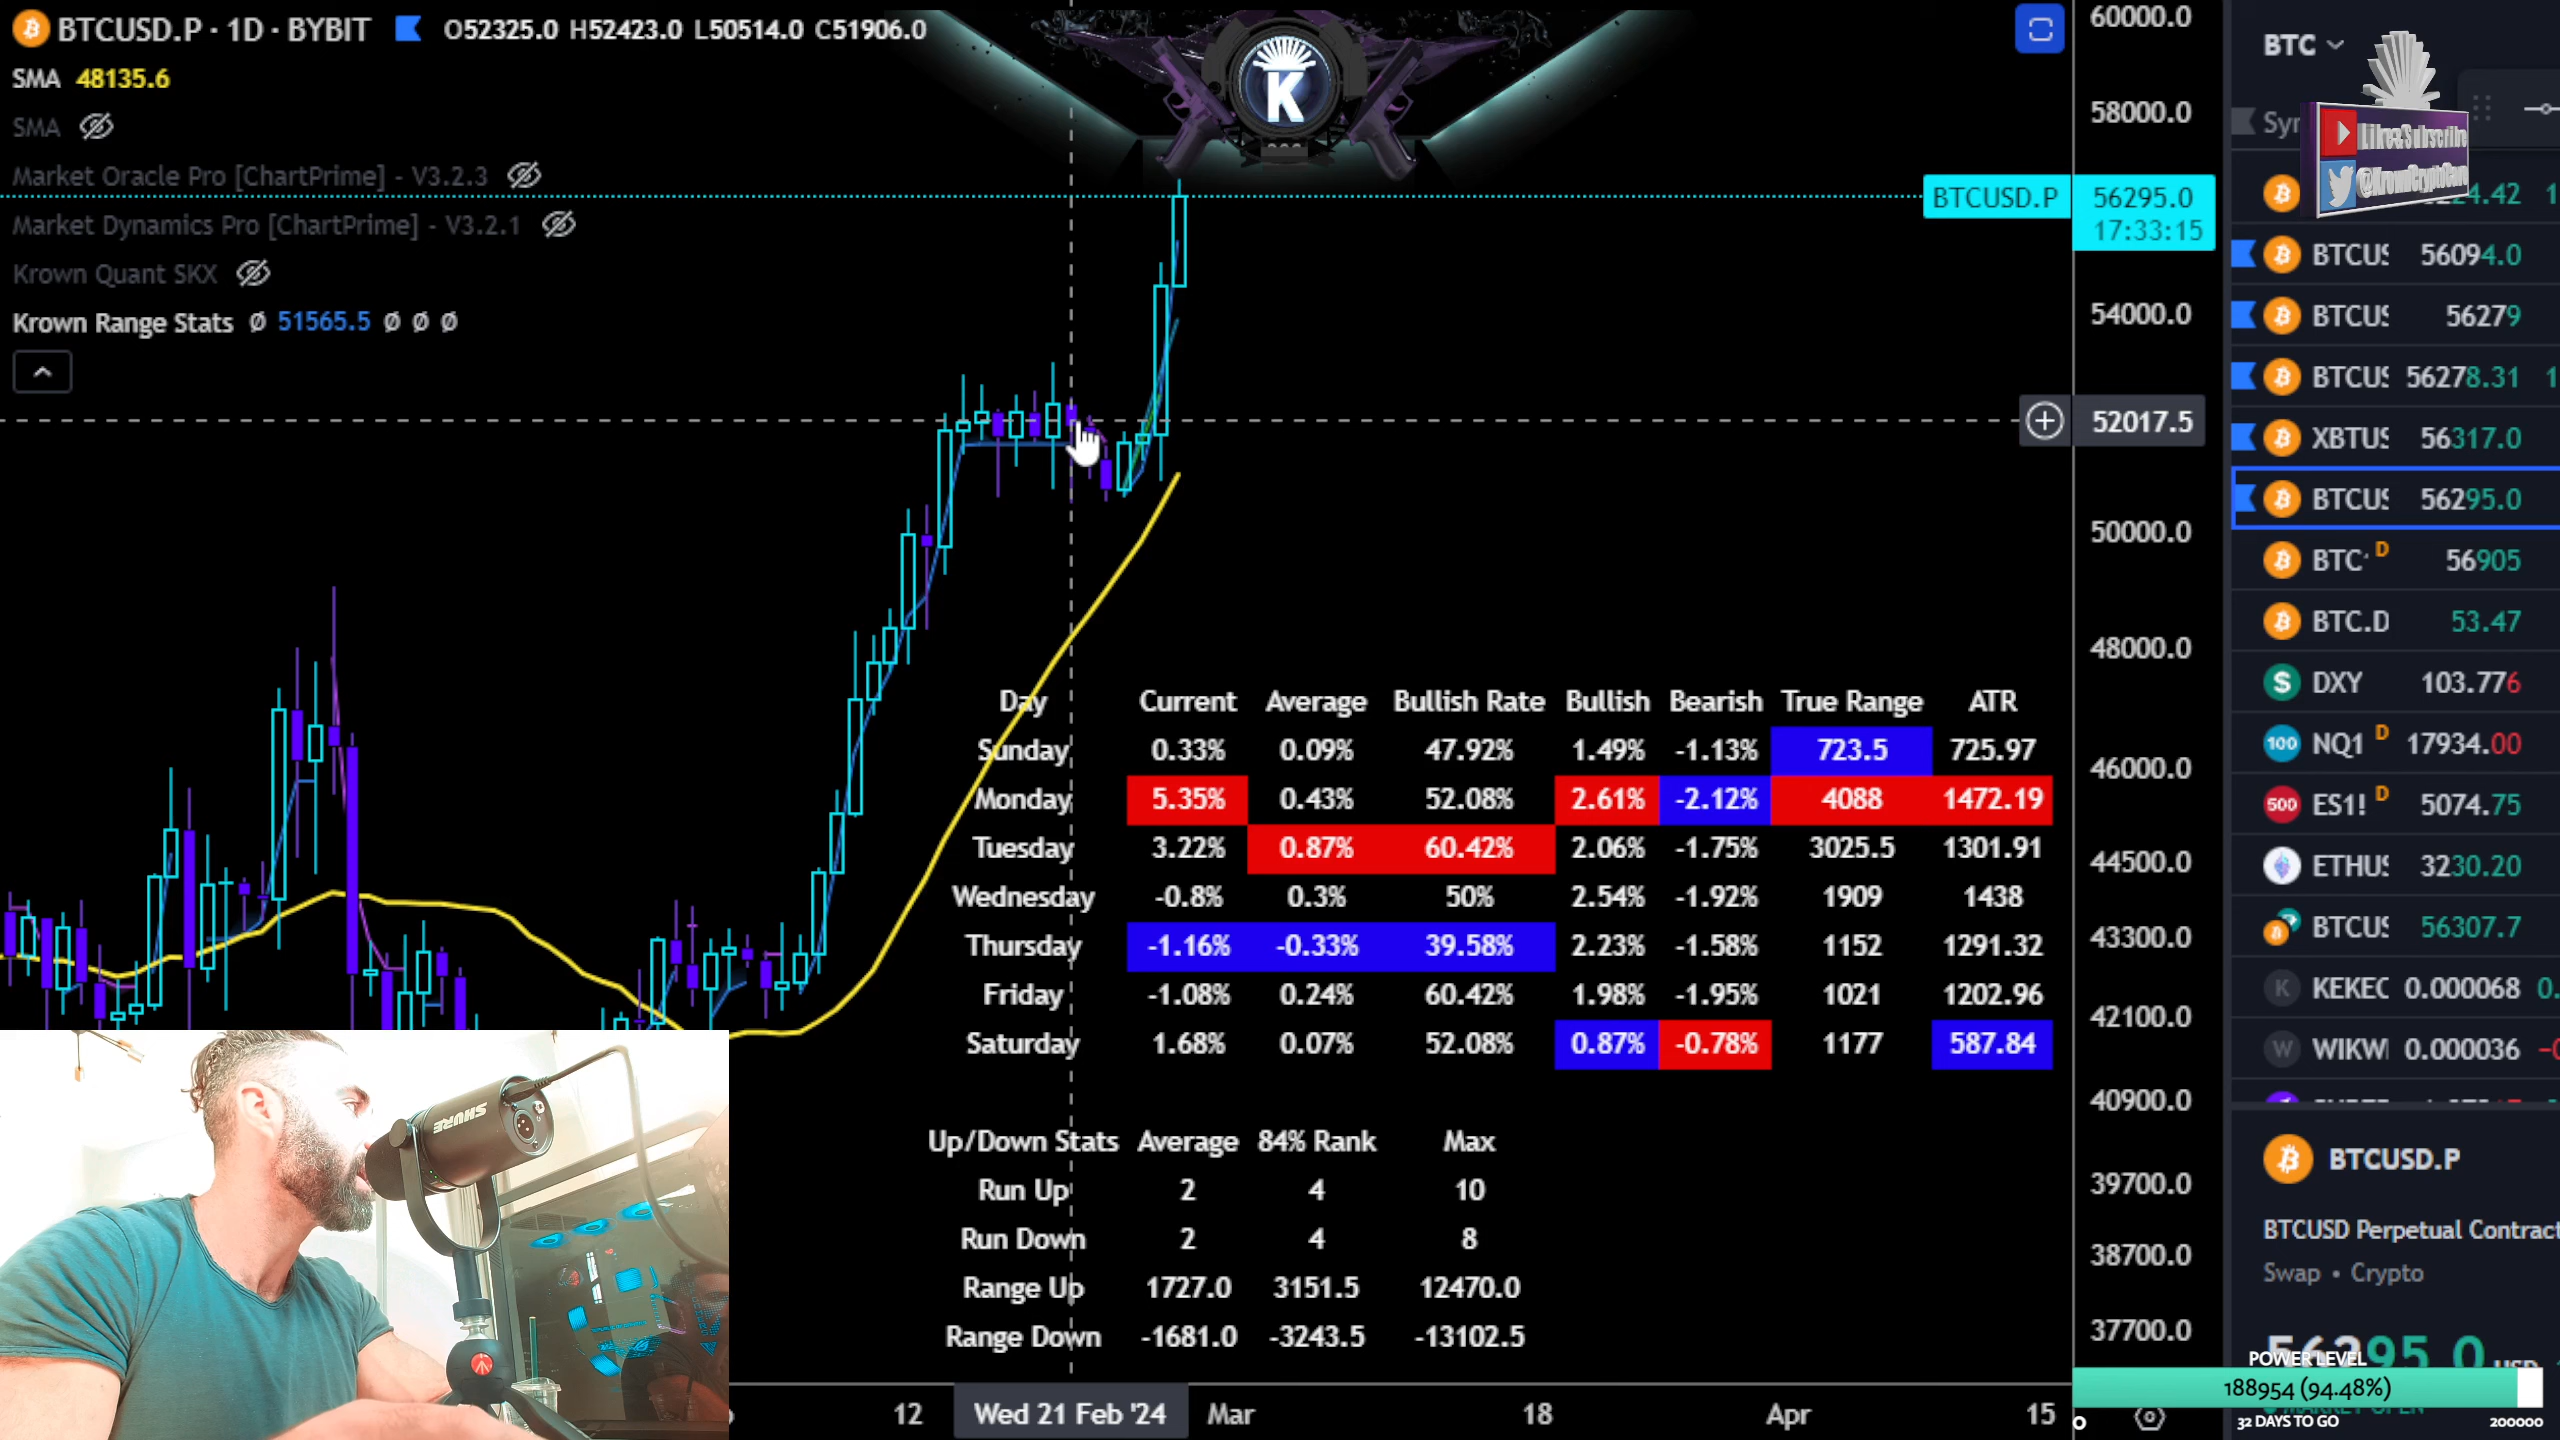 BTCUSD.P · 1D · BYBIT O52325.0 H52423.0 L50514.0 C51906.0
SMA 48135.6
SMA
Market Oracle Pro [ChartPrime] - V3.2.3
Market Dynamics Pro [ChartPrime] - V3.2.1
Krown Quant SKX
Krown Range Stats Ø 51565.5 Ø Ø Ø
K
60000.0
58000.0
BTCUSD.P 56295.0
17:33:15
54000.0
52017.5
50000.0
48000.0
46000.0
44500.0
43300.0
42100.0
40900.0
39700.0
38700.0
37700.0
Day Current Average Bullish Rate Bullish Bearish True Range ATR
Sunday 0.33% 0.09% 47.92% 1.49% -1.13% 723.5 725.97
Monday 5.35% 0.43% 52.08% 2.61% -2.12% 4088 1472.19
Tuesday 3.22% 0.87% 60.42% 2.06% -1.75% 3025.5 1301.91
Wednesday -0.8% 0.3% 50% 2.54% -1.92% 1909 1438
Thursday -1.16% -0.33% 39.58% 2.23% -1.58% 1152 1291.32
Friday -1.08% 0.24% 60.42% 1.98% -1.95% 1021 1202.96
Saturday 1.68% 0.07% 52.08% 0.87% -0.78% 1177 587.84
Up/Down Stats Average 84% Rank Max
Run Up 2 4 10
Run Down 2 4 8
Range Up 1727.0 3151.5 12470.0
Range Down -1681.0 -3243.5 -13102.5
SHURE
12 Wed 21 Feb '24 Mar 18 Apr 15
BTC
Like&Subscribe
4.42 1
BTCUS 56094.0
BTCUS 56279
BTCUS 56278.31 1
XBTUS 56317.0
BTCUS 56295.0
BTC D 56905
BTC.D 53.47
DXY 103.776
100 NQ1 D 17934.00
500 ES1! D 5074.75
ETHUS 3230.20
BTCUS 56307.7
K KEKEC 0.000068 0.
W WIKW 0.000036
BTCUSD.P
BTCUSD Perpetual Contract
Swap • Crypto
56295.0
POWER LEVEL
188954 (94.48%)
32 DAYS TO GO 200000